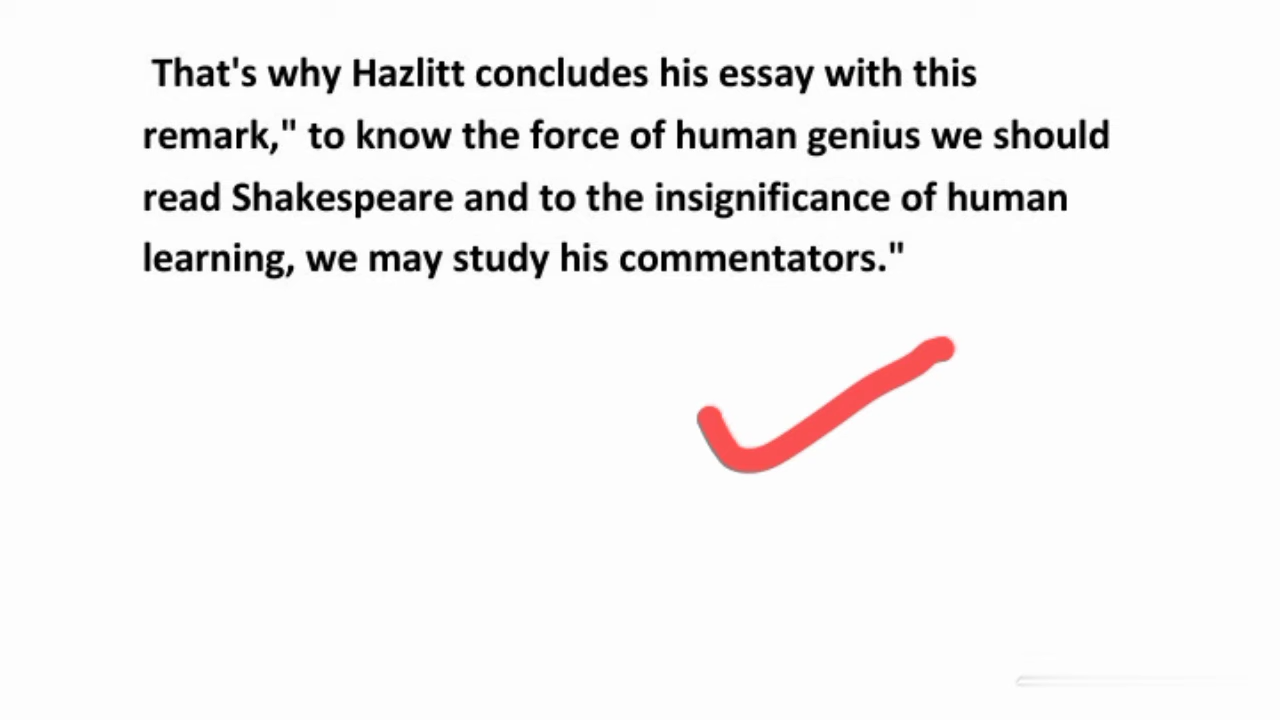 That's why Hazlitt concludes his essay with this
remark," to know the force of human genius we should
read Shakespeare and to the insignificance of human
learning, we may study his commentators."